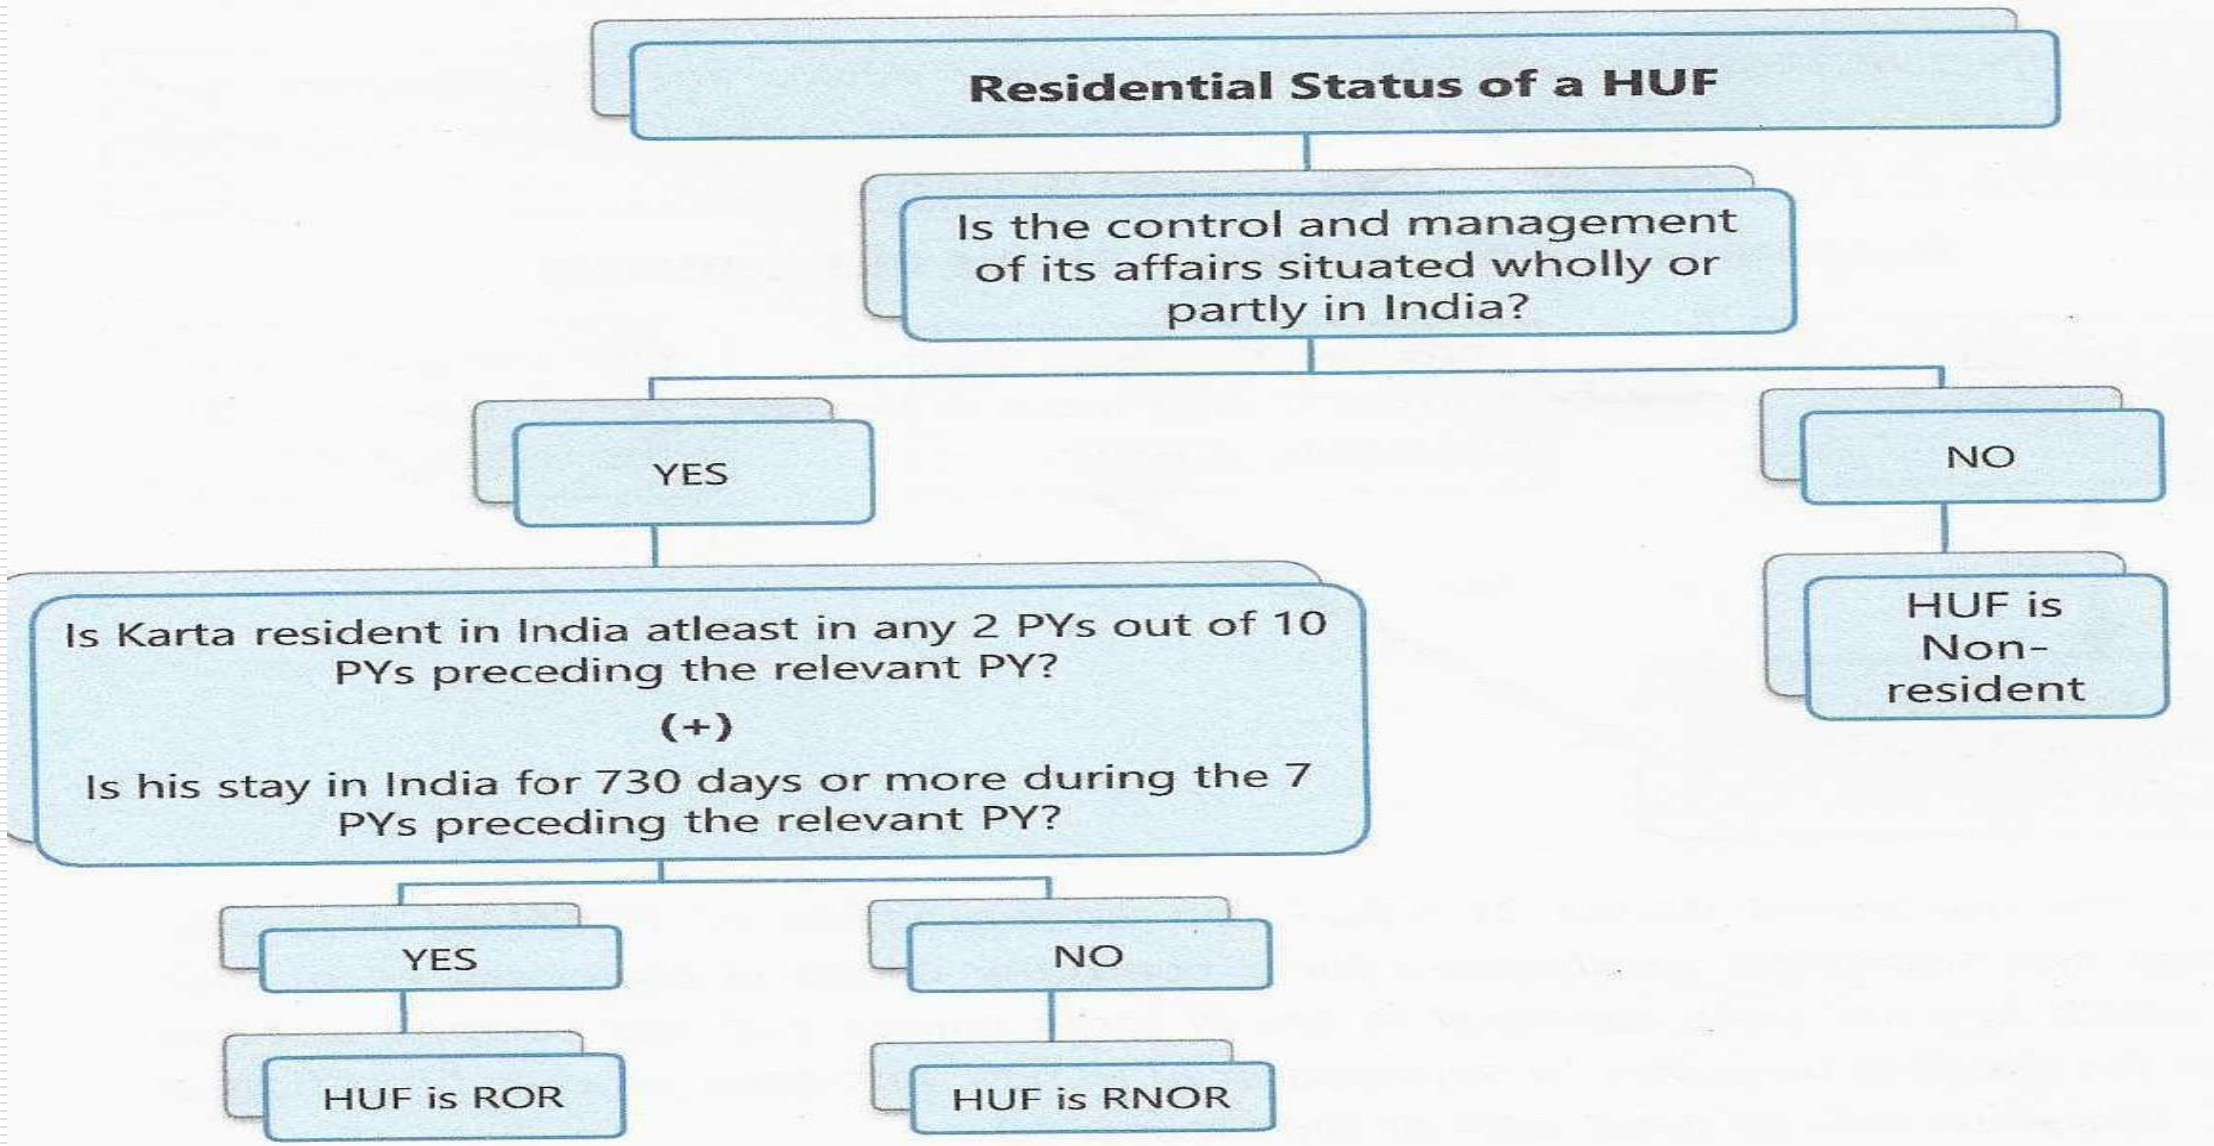 Residential Status of a HUF
Is the control and management
of its affairs situated wholly or
partly in India?
YES
NO
Is Karta resident in India atleast in any 2 PYs out of 10
PYs preceding the relevant PY?
(+)
Is his stay in India for 730 days or more during the 7
PYs preceding the relevant PY?
HUF is
Non-
resident
YES
NO
HUF is ROR
HUF is RNOR